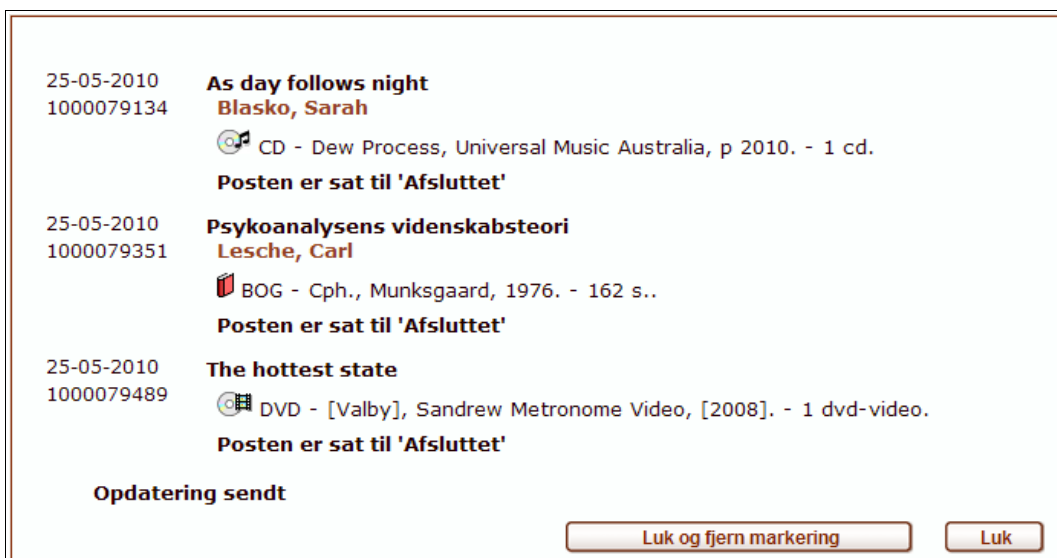 25-05-2010 As day follows night
1000079134 Blasko, Sarah
CD - Dew Process, Universal Music Australia, p 2010. - 1 cd.
Posten er sat til 'Afsluttet'
25-05-2010 Psykoanalysens videnskabsteori
1000079351 Lesche, Carl
BOG - Cph., Munksgaard, 1976. - 162 s..
Posten er sat til 'Afsluttet'
25-05-2010 The hottest state
1000079489
DVD - [Valby], Sandrew Metronome Video, [2008]. - 1 dvd-video.
Posten er sat til 'Afsluttet'
Opdatering sendt
Luk og fjern markering Luk